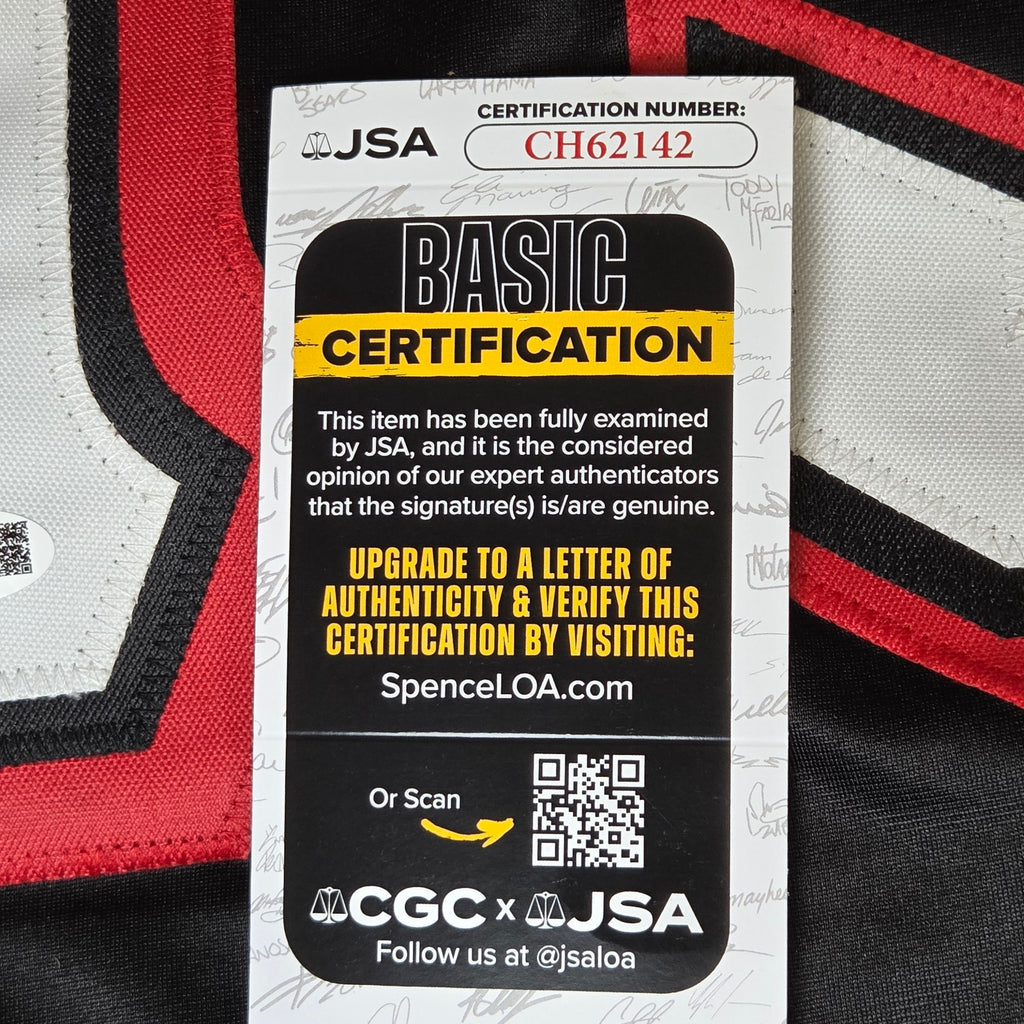 CERTIFICATION NUMBER:
JSA
CH62142
BASIC
CERTIFICATION
This item has been fully examined
by JSA, and it is the considered
opinion of our expert authenticators
that the signature(s) is/are genuine.
UPGRADE TO A LETTER OF
AUTHENTICITY & VERIFY THIS
CERTIFICATION BY VISITING:
SpenceLOA.com
Or Scan
CGC x JSA
Follow us at @jsaloa